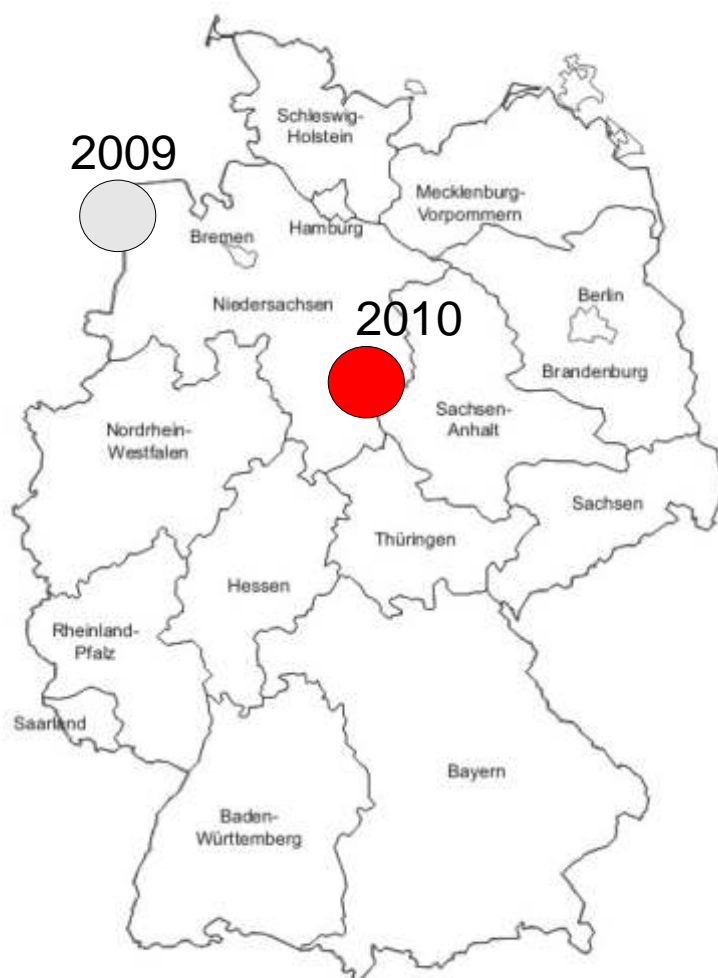 Schleswig-
Holstein
2009
Mecklenburg-
Vorpommern
Hamburg
Bremen
Niedersachsen
Berlin
2010
Brandenburg
Sachsen-
Anhalt
Nordrhein-
Westfalen
Sachsen
Thüringen
Hessen
Rheinland-
Pfalz
Saarland
Bayern
Baden-
Württemberg